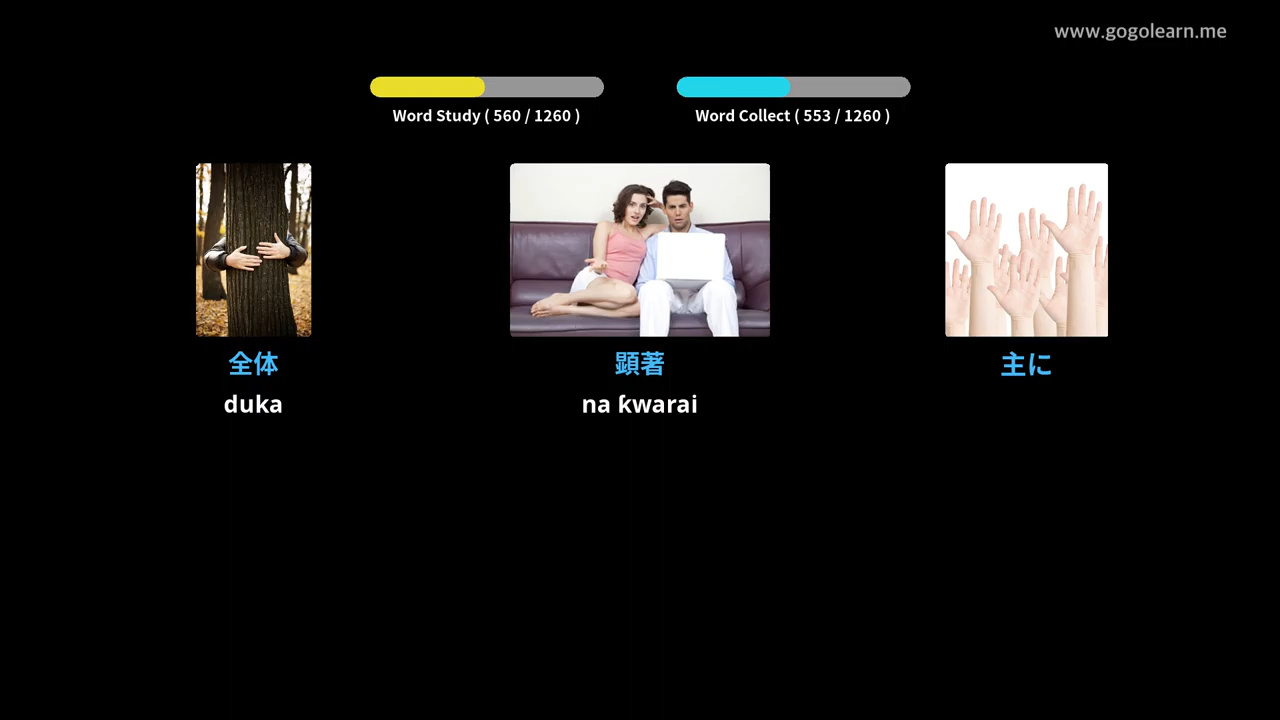 www.gogolearn.me
Word Study ( 560 / 1260 )
Word Collect ( 553 / 1260 )
全体
顕著
主に
duka
na ƙwarai